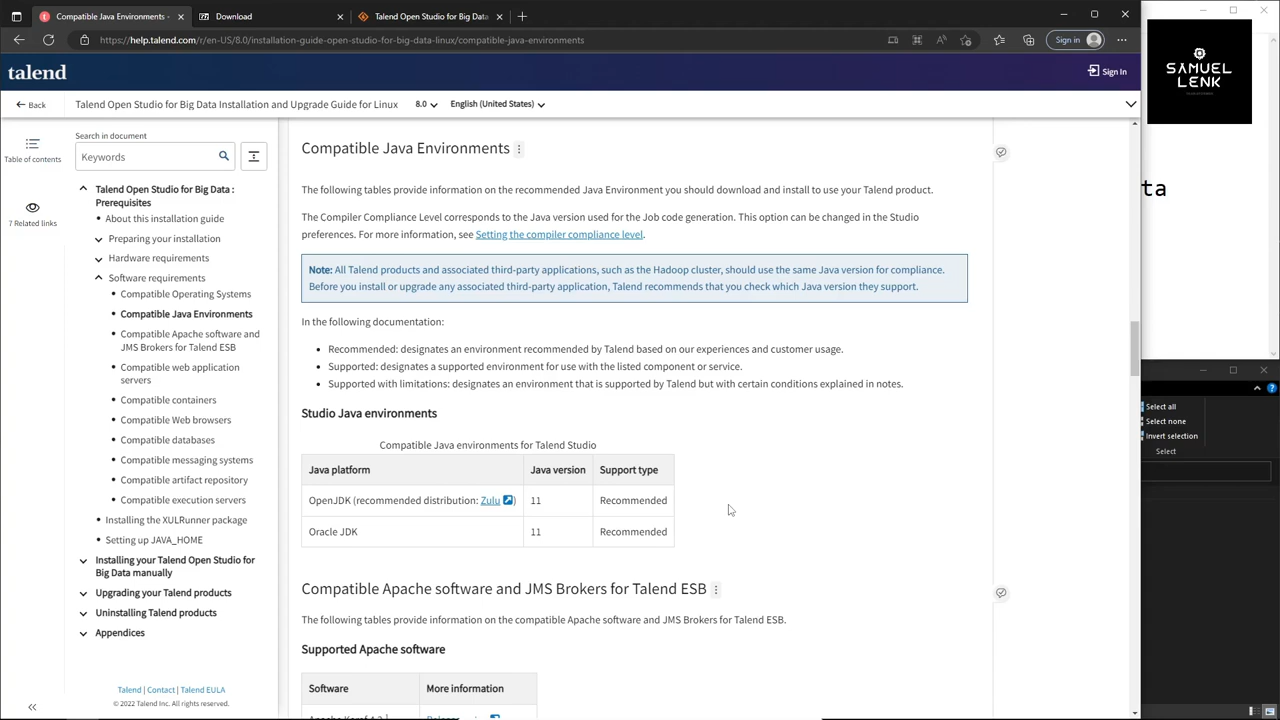 Compatible Java Environments -
Download
Talend Open Studio for Big Data
https://help.talend.com/r/en-US/8.0/installation-guide-open-studio-for-big-data-linux/compatible-java-environments
Sign in
talend
Sign In
Back
Talend Open Studio for Big Data Installation and Upgrade Guide for Linux
8.0
English (United States)
Table of contents
7 Related links
Search in document
Keywords
Talend Open Studio for Big Data :
Prerequisites
About this installation guide
Preparing your installation
Hardware requirements
Software requirements
Compatible Operating Systems
Compatible Java Environments
Compatible Apache software and
JMS Brokers for Talend ESB
Compatible web application
servers
Compatible containers
Compatible Web browsers
Compatible databases
Compatible messaging systems
Compatible artifact repository
Compatible execution servers
Installing the XULRunner package
Setting up JAVA_HOME
Installing your Talend Open Studio for
Big Data manually
Upgrading your Talend products
Uninstalling Talend products
Appendices
Talend | Contact | Talend EULA
© 2022 Talend Inc. All rights reserved.
Compatible Java Environments
The following tables provide information on the recommended Java Environment you should download and install to use your Talend product.
The Compiler Compliance Level corresponds to the Java version used for the Job code generation. This option can be changed in the Studio
preferences. For more information, see Setting the compiler compliance level.
Note: All Talend products and associated third-party applications, such as the Hadoop cluster, should use the same Java version for compliance.
Before you install or upgrade any associated third-party application, Talend recommends that you check which Java version they support.
In the following documentation:
Recommended: designates an environment recommended by Talend based on our experiences and customer usage.
Supported: designates a supported environment for use with the listed component or service.
Supported with limitations: designates an environment that is supported by Talend but with certain conditions explained in notes.
Studio Java environments
Compatible Java environments for Talend Studio
Java platform Java version Support type
OpenJDK (recommended distribution: Zulu ) 11 Recommended
Oracle JDK 11 Recommended
Compatible Apache software and JMS Brokers for Talend ESB
The following tables provide information on the compatible Apache software and JMS Brokers for Talend ESB.
Supported Apache software
Software More information
SAMUEL
LENK
ta
Select all
Select none
Invert selection
Select